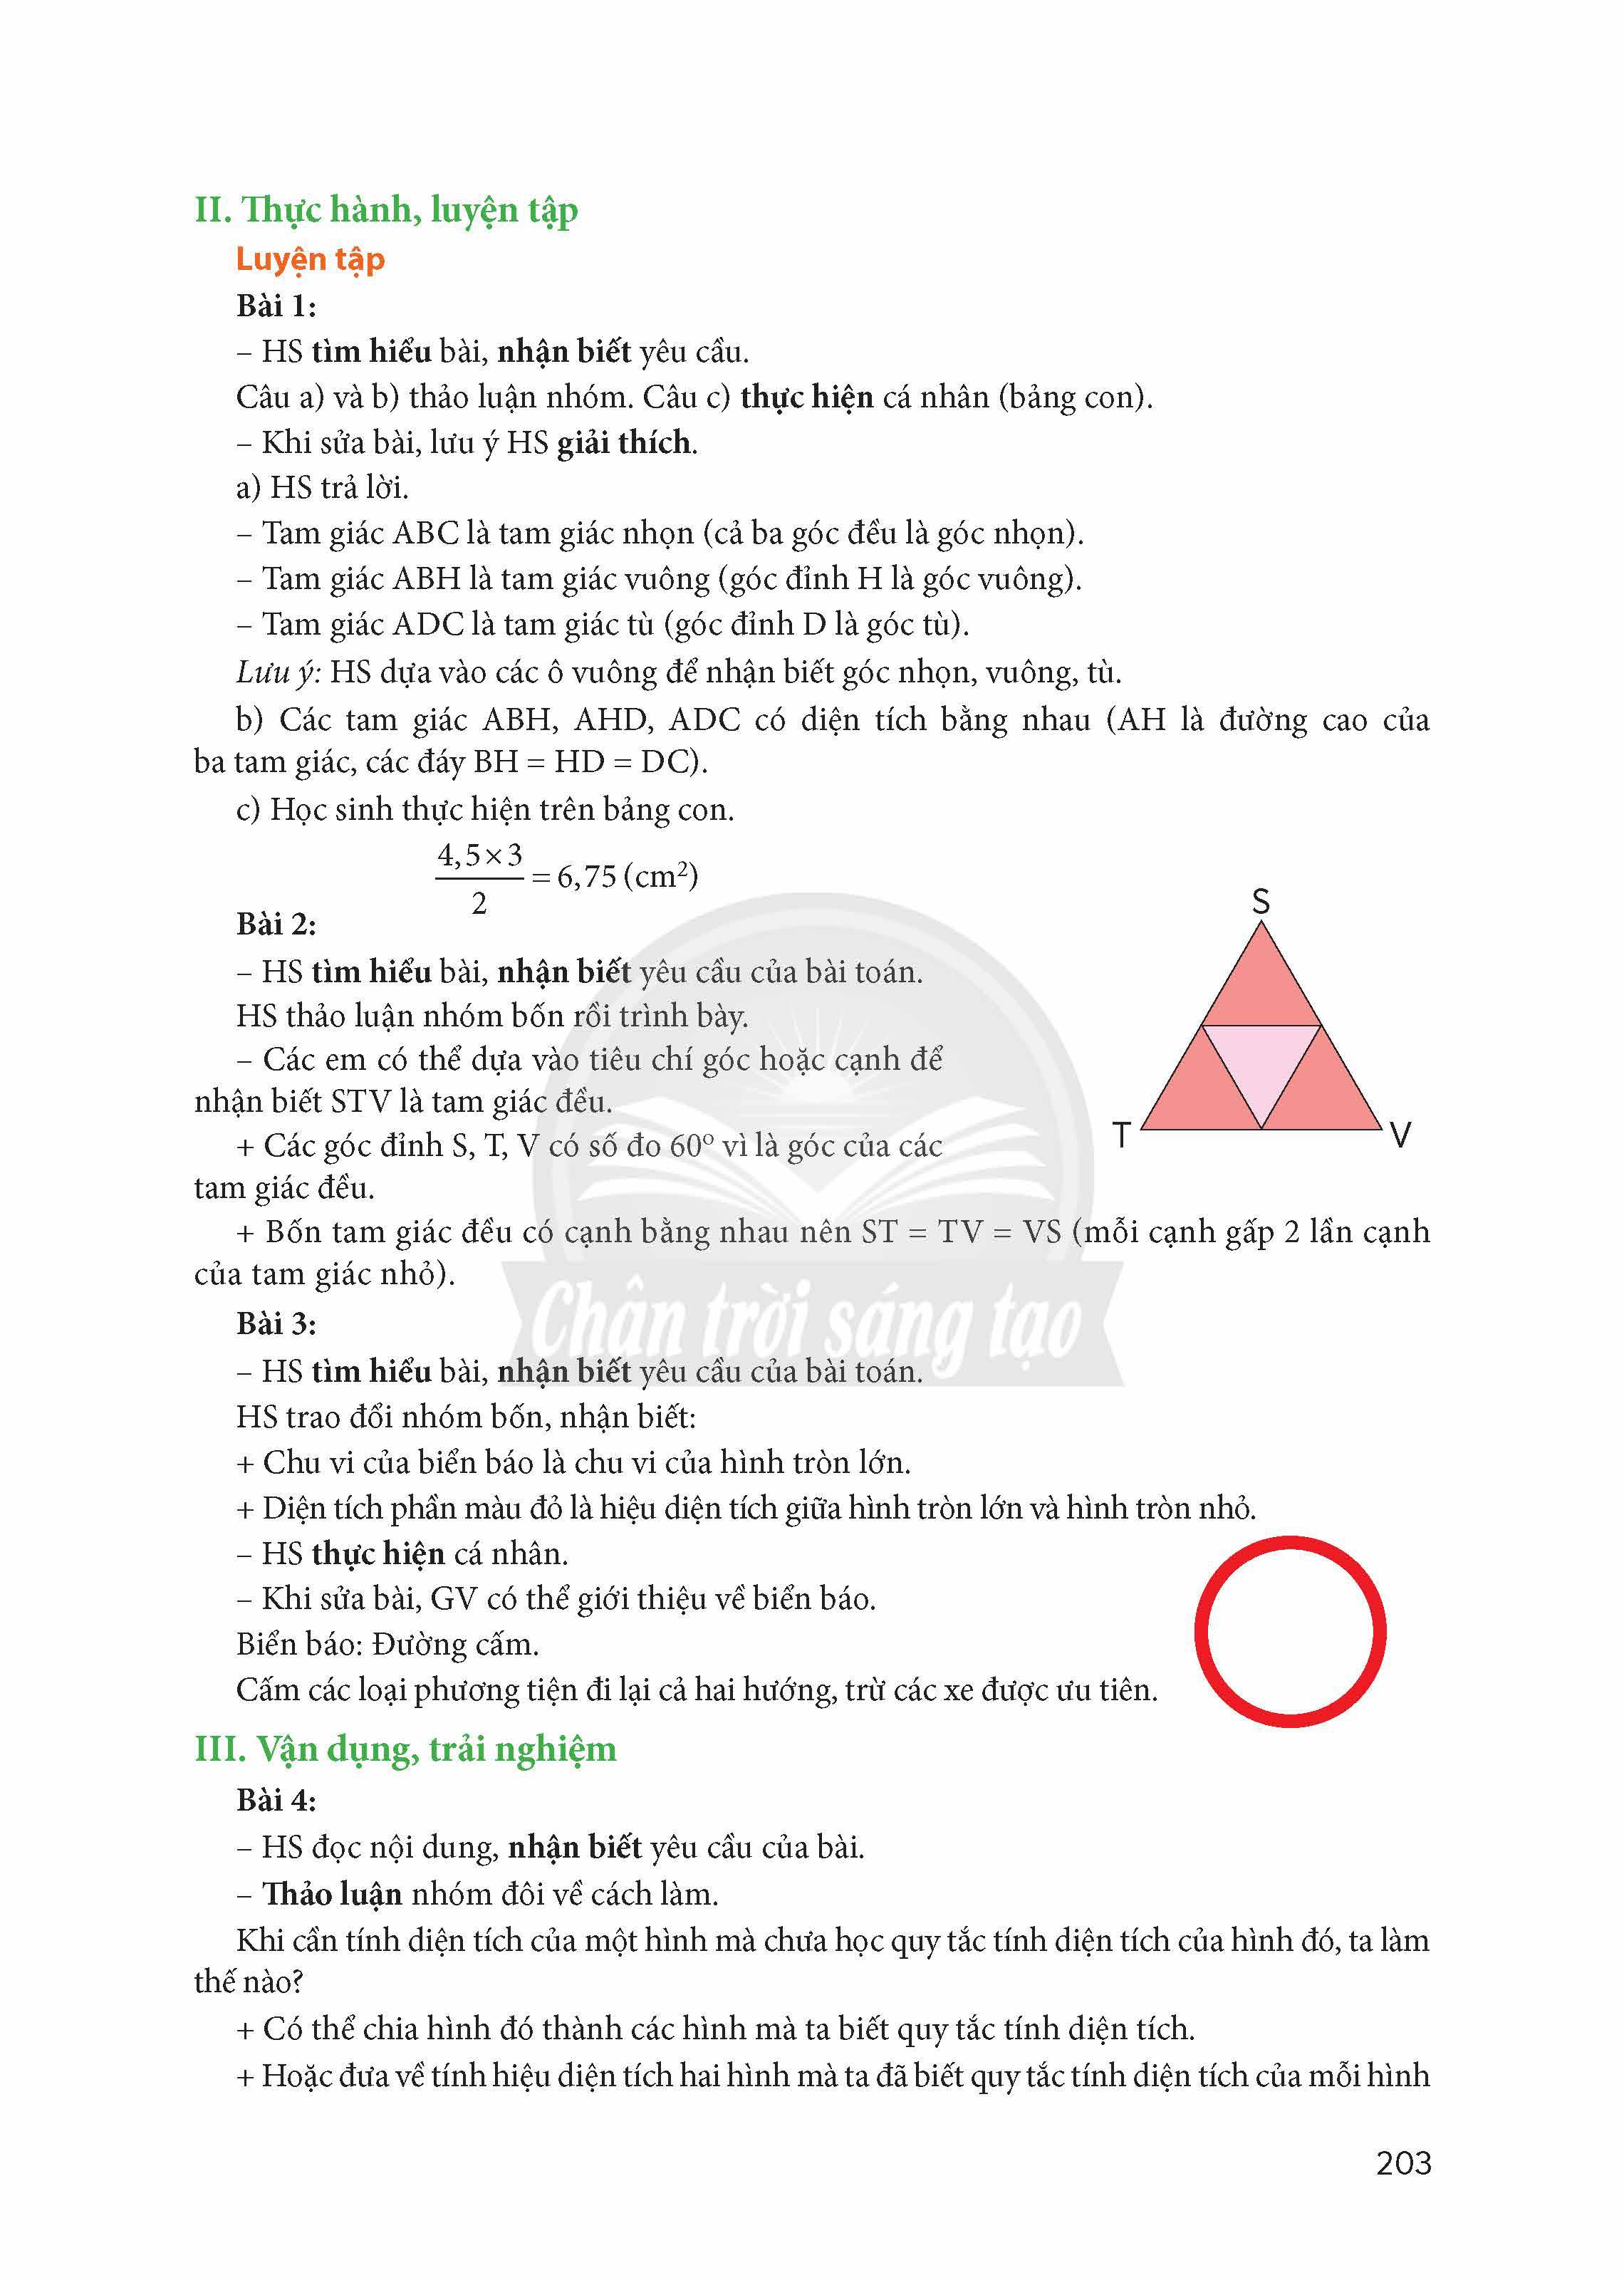 II. Thực hành, luyện tập
Luyện tập
Bài 1:
– HS tìm hiểu bài, nhận biết yêu cầu.
Câu a) và b) thảo luận nhóm. Câu c) thực hiện cá nhân (bảng con).
– Khi sửa bài, lưu ý HS giải thích.
a) HS trả lời.
– Tam giác ABC là tam giác nhọn (cả ba góc đều là góc nhọn).
– Tam giác ABH là tam giác vuông (góc đỉnh H là góc vuông).
– Tam giác ADC là tam giác tù (góc đỉnh D là góc tù).
Lưu ý: HS dựa vào các ô vuông để nhận biết góc nhọn, vuông, tù.
b) Các tam giác ABH, AHD, ADC có diện tích bằng nhau (AH là đường cao của
ba tam giác, các đáy BH = HD = DC).
c) Học sinh thực hiện trên bảng con.
4,5 × 3
= 6,75 (cm²)
2
Bài 2:
– HS tìm hiểu bài, nhận biết yêu cầu của bài toán.
HS thảo luận nhóm bốn rồi trình bày.
– Các em có thể dựa vào tiêu chí góc hoặc cạnh để
nhận biết STV là tam giác đều.
+ Các góc đỉnh S, T, V có số đo 60° vì là góc của các
tam giác đều.
S
T
V
+ Bốn tam giác đều có cạnh bằng nhau nên ST = TV = VS (mỗi cạnh gấp 2 lần cạnh
của tam giác nhỏ).
Chân trời sáng tạo
Bài 3:
– HS tìm hiểu bài, nhận biết yêu cầu của bài toán.
HS trao đổi nhóm bốn, nhận biết:
+ Chu vi của biển báo là chu vi của hình tròn lớn.
+ Diện tích phần màu đỏ là hiệu diện tích giữa hình tròn lớn và hình tròn nhỏ.
– HS thực hiện cá nhân.
– Khi sửa bài, GV có thể giới thiệu về biển báo.
Biển báo: Đường cấm.
Cấm các loại phương tiện đi lại cả hai hướng, trừ các xe được ưu tiên.
III. Vận dụng, trải nghiệm
Bài 4:
– HS đọc nội dung, nhận biết yêu cầu của bài.
– Thảo luận nhóm đôi về cách làm.
Khi cần tính diện tích của một hình mà chưa học quy tắc tính diện tích của hình đó, ta làm
thế nào?
+ Có thể chia hình đó thành các hình mà ta biết quy tắc tính diện tích.
+ Hoặc đưa về tính hiệu diện tích hai hình mà ta đã biết quy tắc tính diện tích của mỗi hình
203